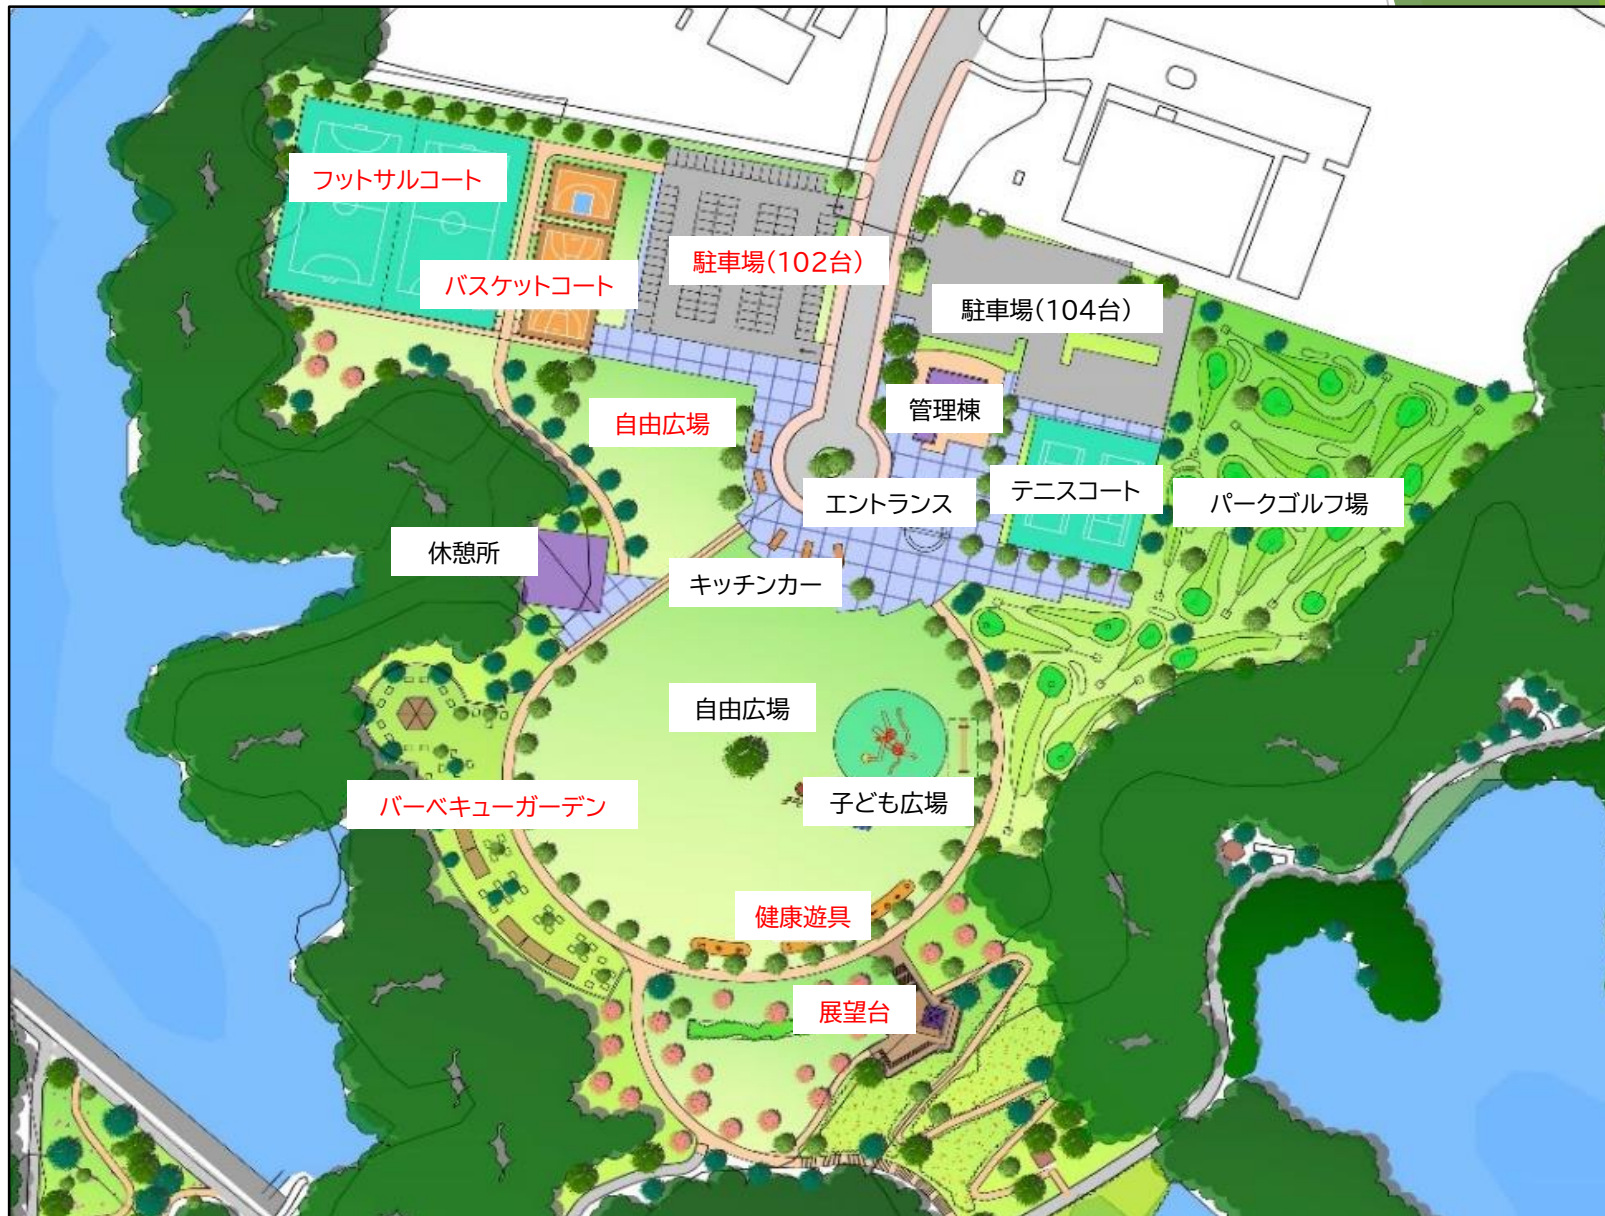 フットサルコート
駐車場(102台)
バスケットコート
駐車場(104台)
管理棟
自由広場
テニスコート
エントランス
パークゴルフ場
休憩所
キッチンカー
自由広場
バーベキューガーデン
子ども広場
健康遊具
展望台